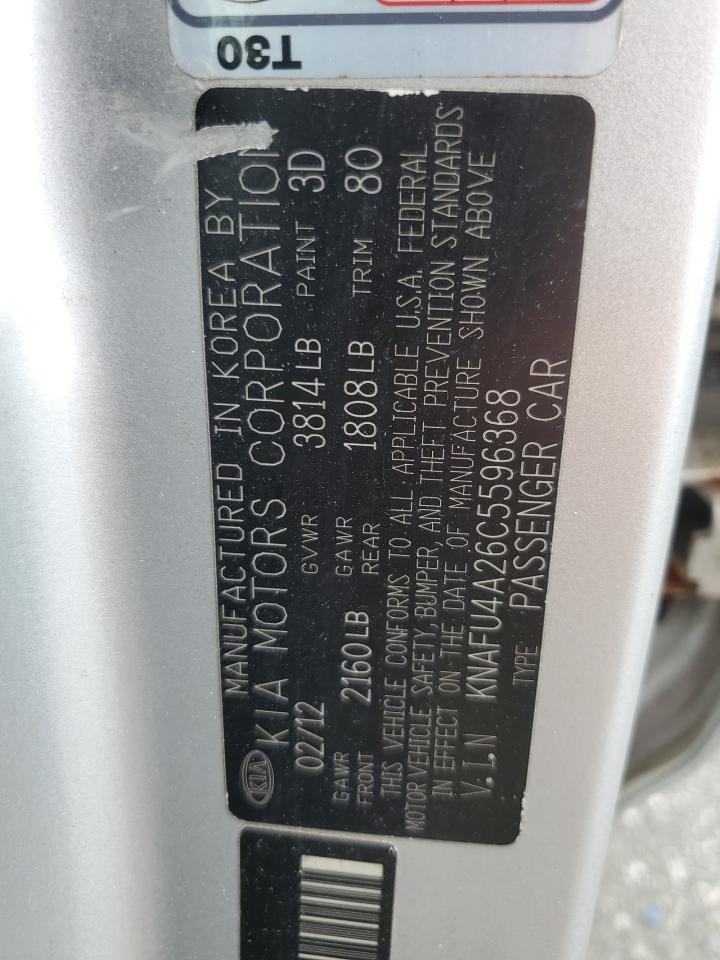 T30
MANUFACTURED IN KOREA BY
KIA KIA MOTORS CORPORATION
02/12 GVWR 3814LB PAINT 3D
GAWR FRONT 2160LB GAWR REAR 1808LB TRIM 80
THIS VEHICLE CONFORMS TO ALL APPLICABLE U.S.A. FEDERAL
MOTOR VEHICLE, SAFETY, BUMPER, AND THEFT PREVENTION STANDARDS
IN EFFECT ON THE DATE OF MANUFACTURE SHOWN ABOVE
V.I.N KNAFU4A26C5596368
TYPE PASSENGER CAR